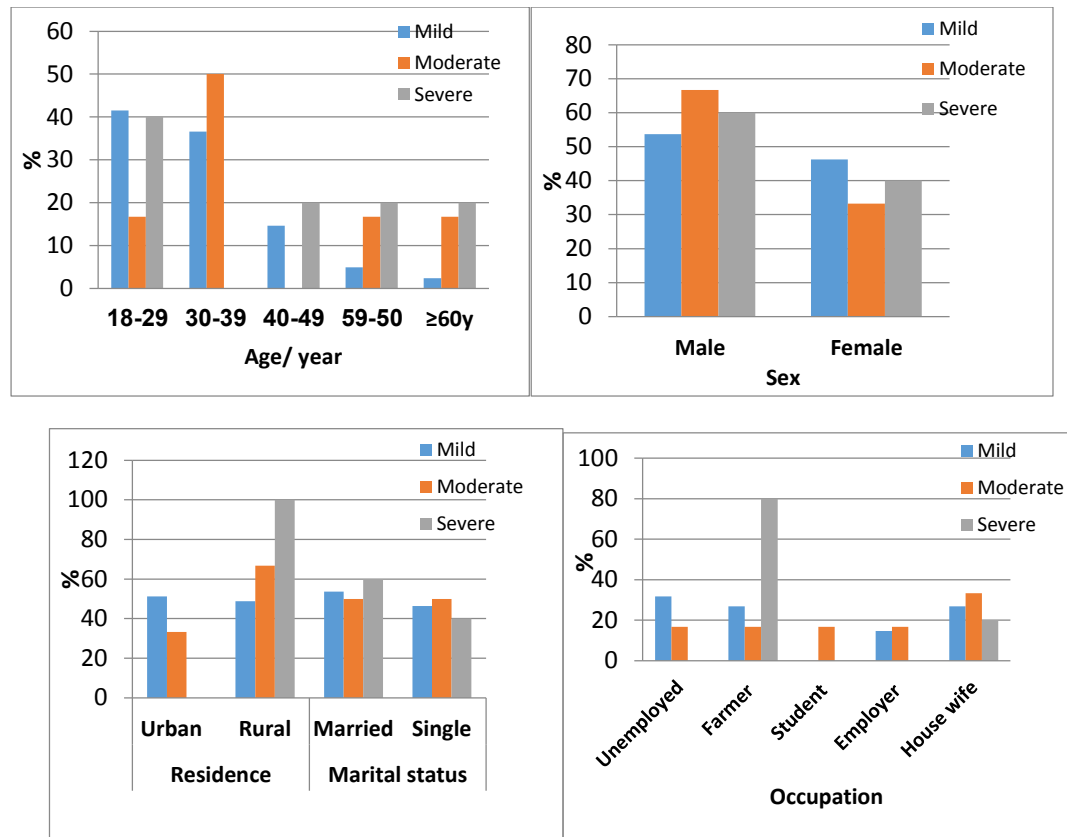 60
50
40
30
20
10
0
%
Mild
Moderate
Severe
18-29 30-39 40-49 59-50 ≥60y
Age/ year
80
70
60
50
40
30
20
10
0
%
Mild
Moderate
Severe
Male Female
Sex
120
100
80
60
40
20
0
%
Mild
Moderate
Severe
Urban Rural Married Single
Residence Marital status
100
80
60
40
20
0
%
Mild
Moderate
Severe
Unemployed
Farmer
Student
Employer
House wife
Occupation